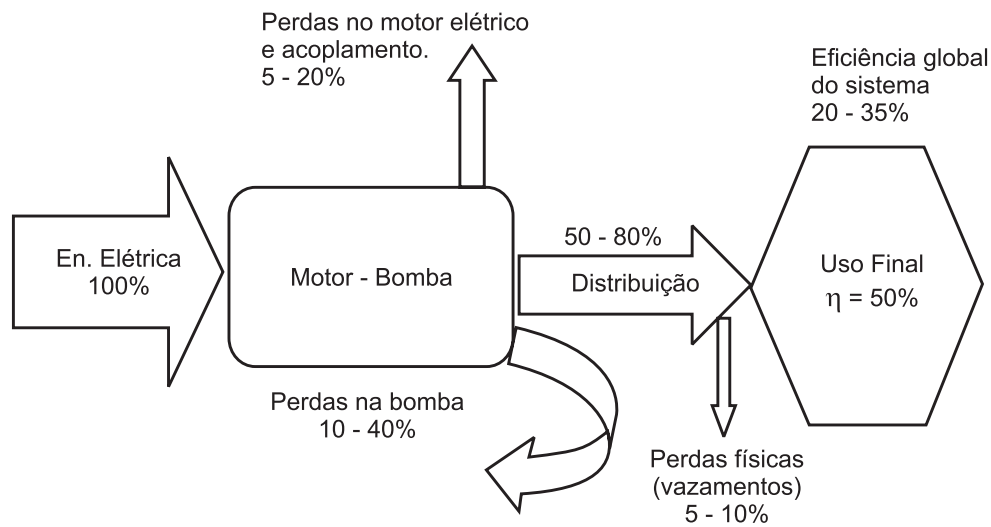 Perdas no motor elétrico
e acoplamento.
5 - 20%
Eficiência global
do sistema
20 - 35%
En. Elétrica
100%
Motor - Bomba
50 - 80%
Distribuição
Uso Final
η = 50%
Perdas na bomba
10 - 40%
Perdas físicas
(vazamentos)
5 - 10%